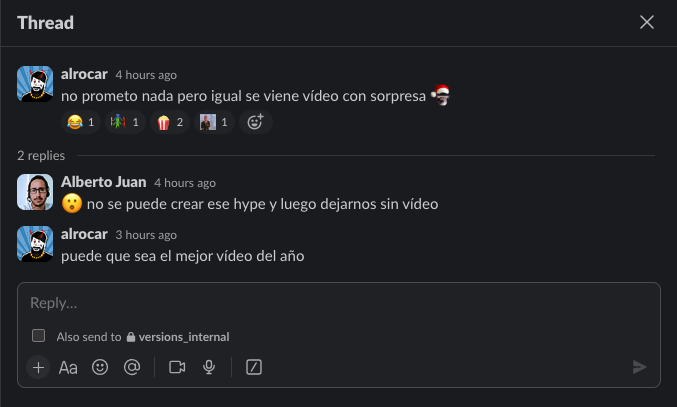 Thread
alrocar 4 hours ago
no prometo nada pero igual se viene vídeo con sorpresa
1 1 2 1
2 replies
Alberto Juan 4 hours ago
no se puede crear ese hype y luego dejarnos sin vídeo
alrocar 3 hours ago
puede que sea el mejor vídeo del año
Reply...
Also send to versions_internal
Aa